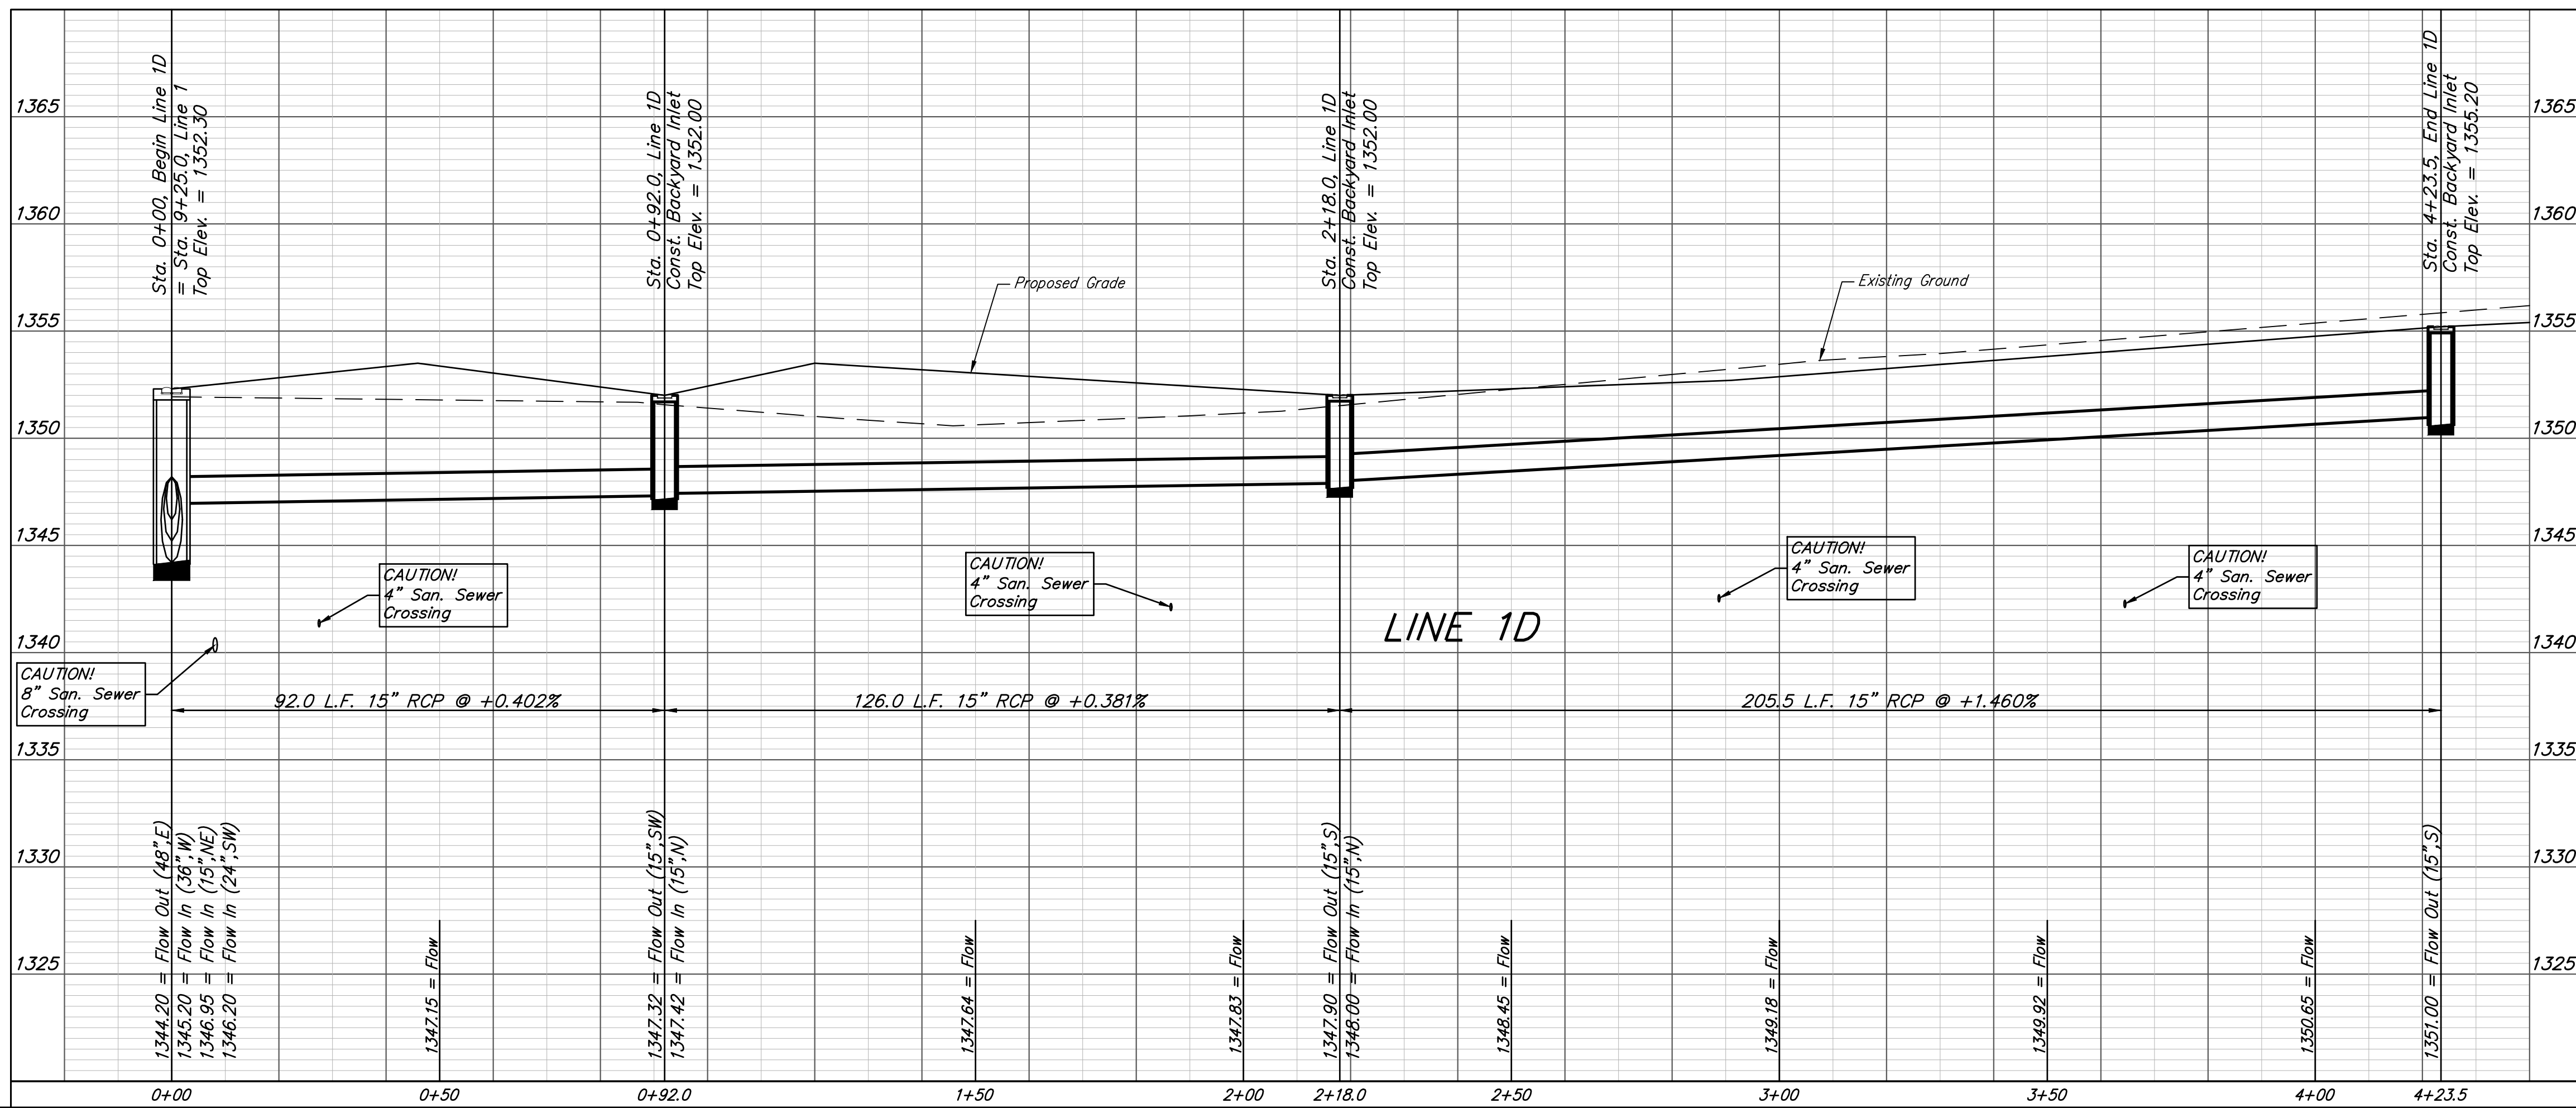 Sta. 0+00, Begin Line 1D
= Sta. 9+25.0, Line 1
Top Elev. = 1352.30
Sta. 0+92.0, Line 1D
Const. Backyard Inlet
Top Elev. = 1352.00
Sta. 2+18.0, Line 1D
Const. Backyard Inlet
Top Elev. = 1352.00
Sta. 4+23.5, End Line 1D
Const. Backyard Inlet
Top Elev. = 1355.20
1365
1360
1355
1350
1345
1340
1335
1330
1325
1365
1360
1355
1350
1345
1340
1335
1330
1325
Proposed Grade
Existing Ground
CAUTION!
8" San. Sewer
Crossing
CAUTION!
4" San. Sewer
Crossing
CAUTION!
4" San. Sewer
Crossing
CAUTION!
4" San. Sewer
Crossing
CAUTION!
4" San. Sewer
Crossing
LINE 1D
92.0 L.F. 15" RCP @ +0.402%
126.0 L.F. 15" RCP @ +0.381%
205.5 L.F. 15" RCP @ +1.460%
1344.20 = Flow Out (48",E)
1345.20 = Flow In (36",W)
1346.95 = Flow In (15",NE)
1346.20 = Flow In (24",SW)
1347.15 = Flow
1347.32 = Flow Out (15",SW)
1347.42 = Flow In (15",N)
1347.64 = Flow
1347.83 = Flow
1347.90 = Flow Out (15",S)
1348.00 = Flow In (15",N)
1348.45 = Flow
1349.18 = Flow
1349.92 = Flow
1350.65 = Flow
1351.00 = Flow Out (15",S)
0+00
0+50
0+92.0
1+50
2+00
2+18.0
2+50
3+00
3+50
4+00
4+23.5